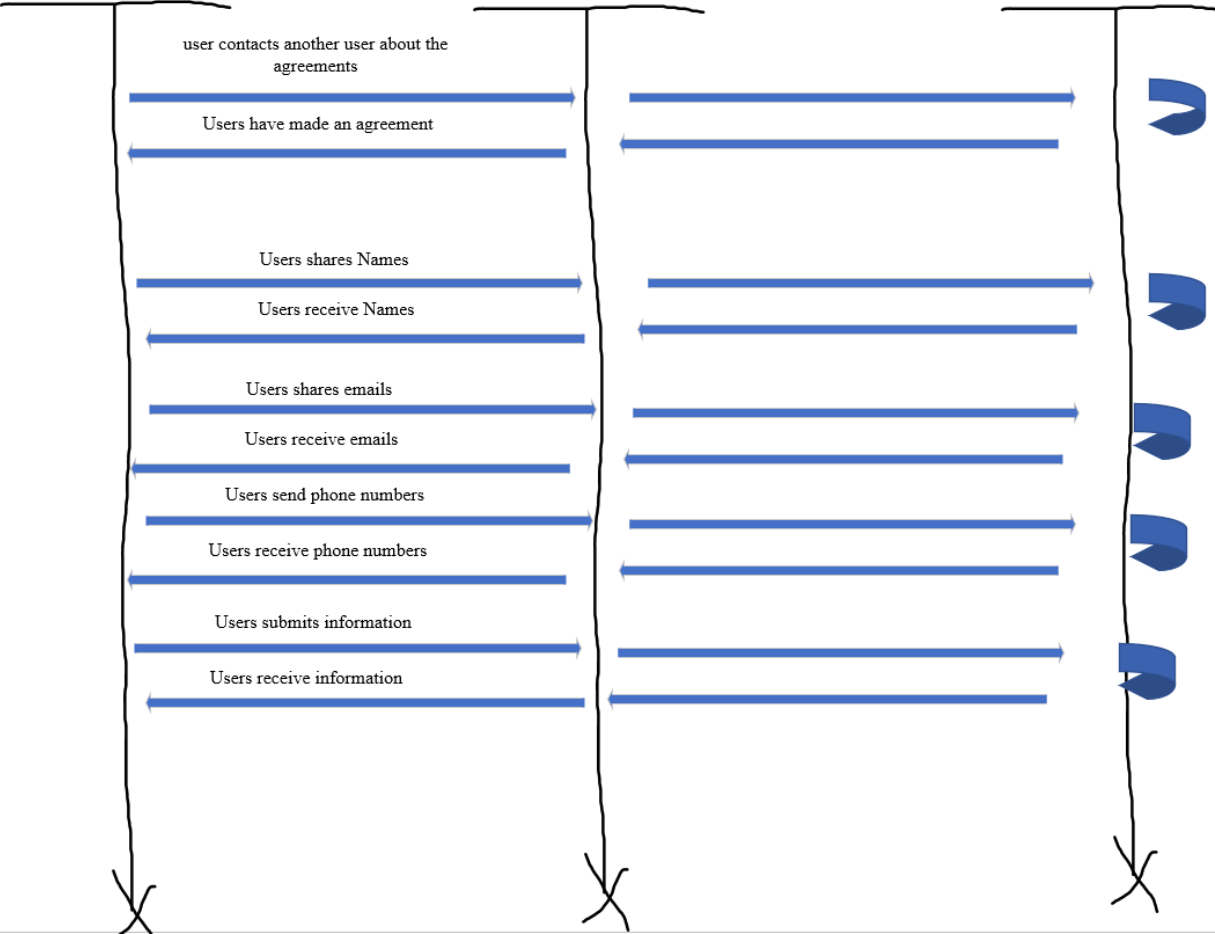 user contacts another user about the
agreements
Users have made an agreement
Users shares Names
Users receive Names
Users shares emails
Users receive emails
Users send phone numbers
Users receive phone numbers
Users submits information
Users receive information